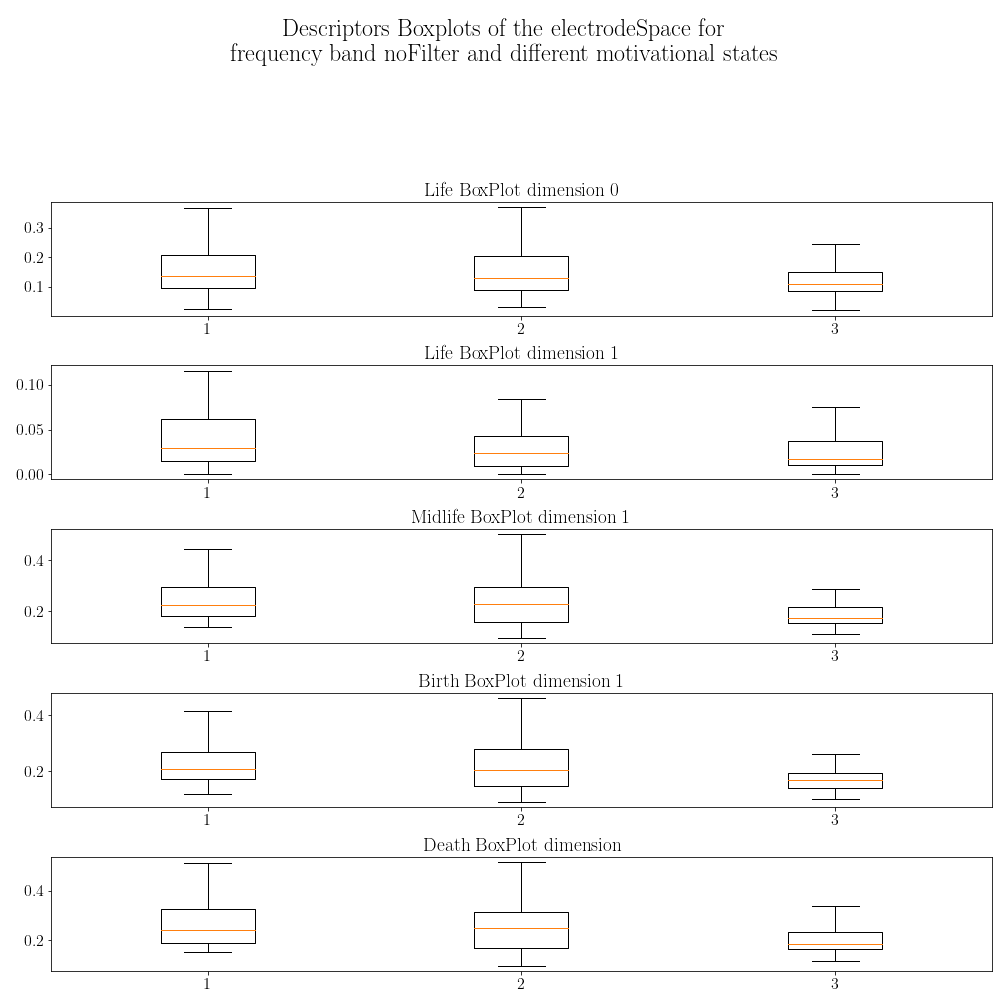 Descriptors Boxplots of the electrodeSpace for
frequency band noFilter and different motivational states
Life BoxPlot dimension 0
0.3
0.2
0.1
1 2 3
Life BoxPlot dimension 1
0.10
0.05
0.00
1 2 3
Midlife BoxPlot dimension 1
0.4
0.2
1 2 3
Birth BoxPlot dimension 1
0.4
0.2
1 2 3
Death BoxPlot dimension
0.4
0.2
1 2 3